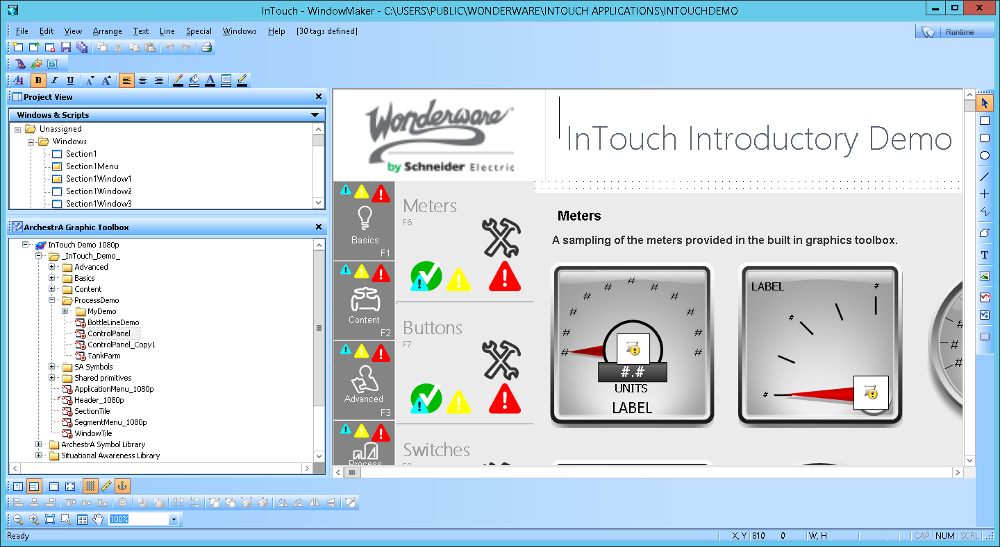 InTouch - WindowMaker - C:\USERS\PUBLIC\WONDERWARE\INTOUCH APPLICATIONS\INTOUCHDEMO
File Edit View Arrange Text Line Special Windows Help [30 tags defined]
Runtime
Project View
Windows & Scripts
Unassigned
Windows
Section1
Section1Menu
Section1Window1
Section1Window2
Section1Window3
ArchestrA Graphic Toolbox
InTouch Demo 1080p
_InTouch_Demo_
Advanced
Basics
Content
ProcessDemo
MyDemo
BottleLineDemo
ControlPanel
ControlPanel_Copy1
TankFarm
SA Symbols
Shared primitives
ApplicationMenu_1080p
Header_1080p
SectionTile
SegmentMenu_1080p
WindowTile
ArchestrA Symbol Library
Situational Awareness Library
100%
Wonderware
by Schneider Electric
InTouch Introductory Demo
Basics
F1
Content
F2
Advanced
F3
Process
Meters
F6
Buttons
F7
Switches
Meters
A sampling of the meters provided in the built in graphics toolbox.
# # # # # # # # # # #
#.#
UNITS
LABEL
LABEL
#
#
#
#
#
#
Ready
X, Y 810 0 W, H CAP NUM SCRL